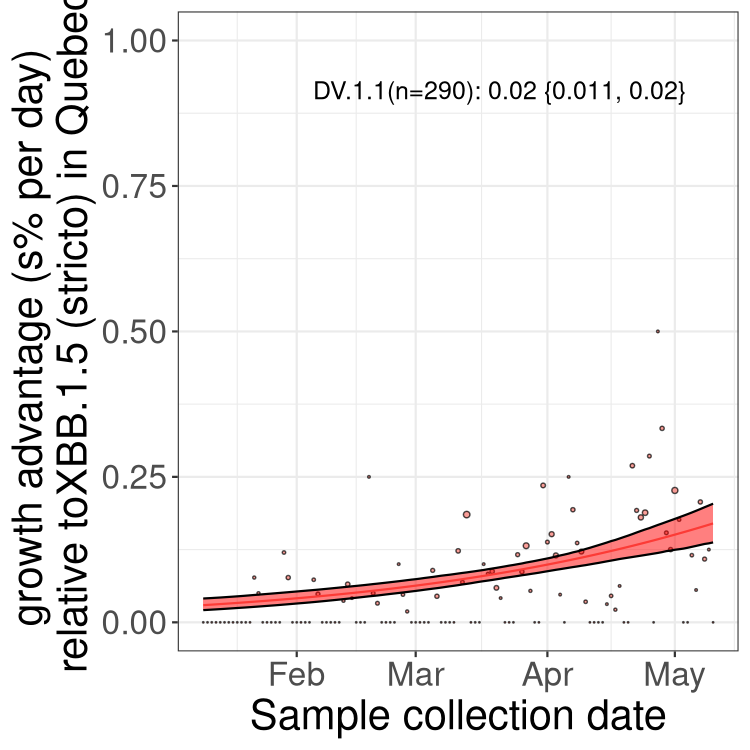 growth advantage (s% per day)
relative toXBB.1.5 (stricto) in Quebec
1.00
0.75
0.50
0.25
0.00
DV.1.1(n=290): 0.02 {0.011, 0.02}
Feb Mar Apr May
Sample collection date